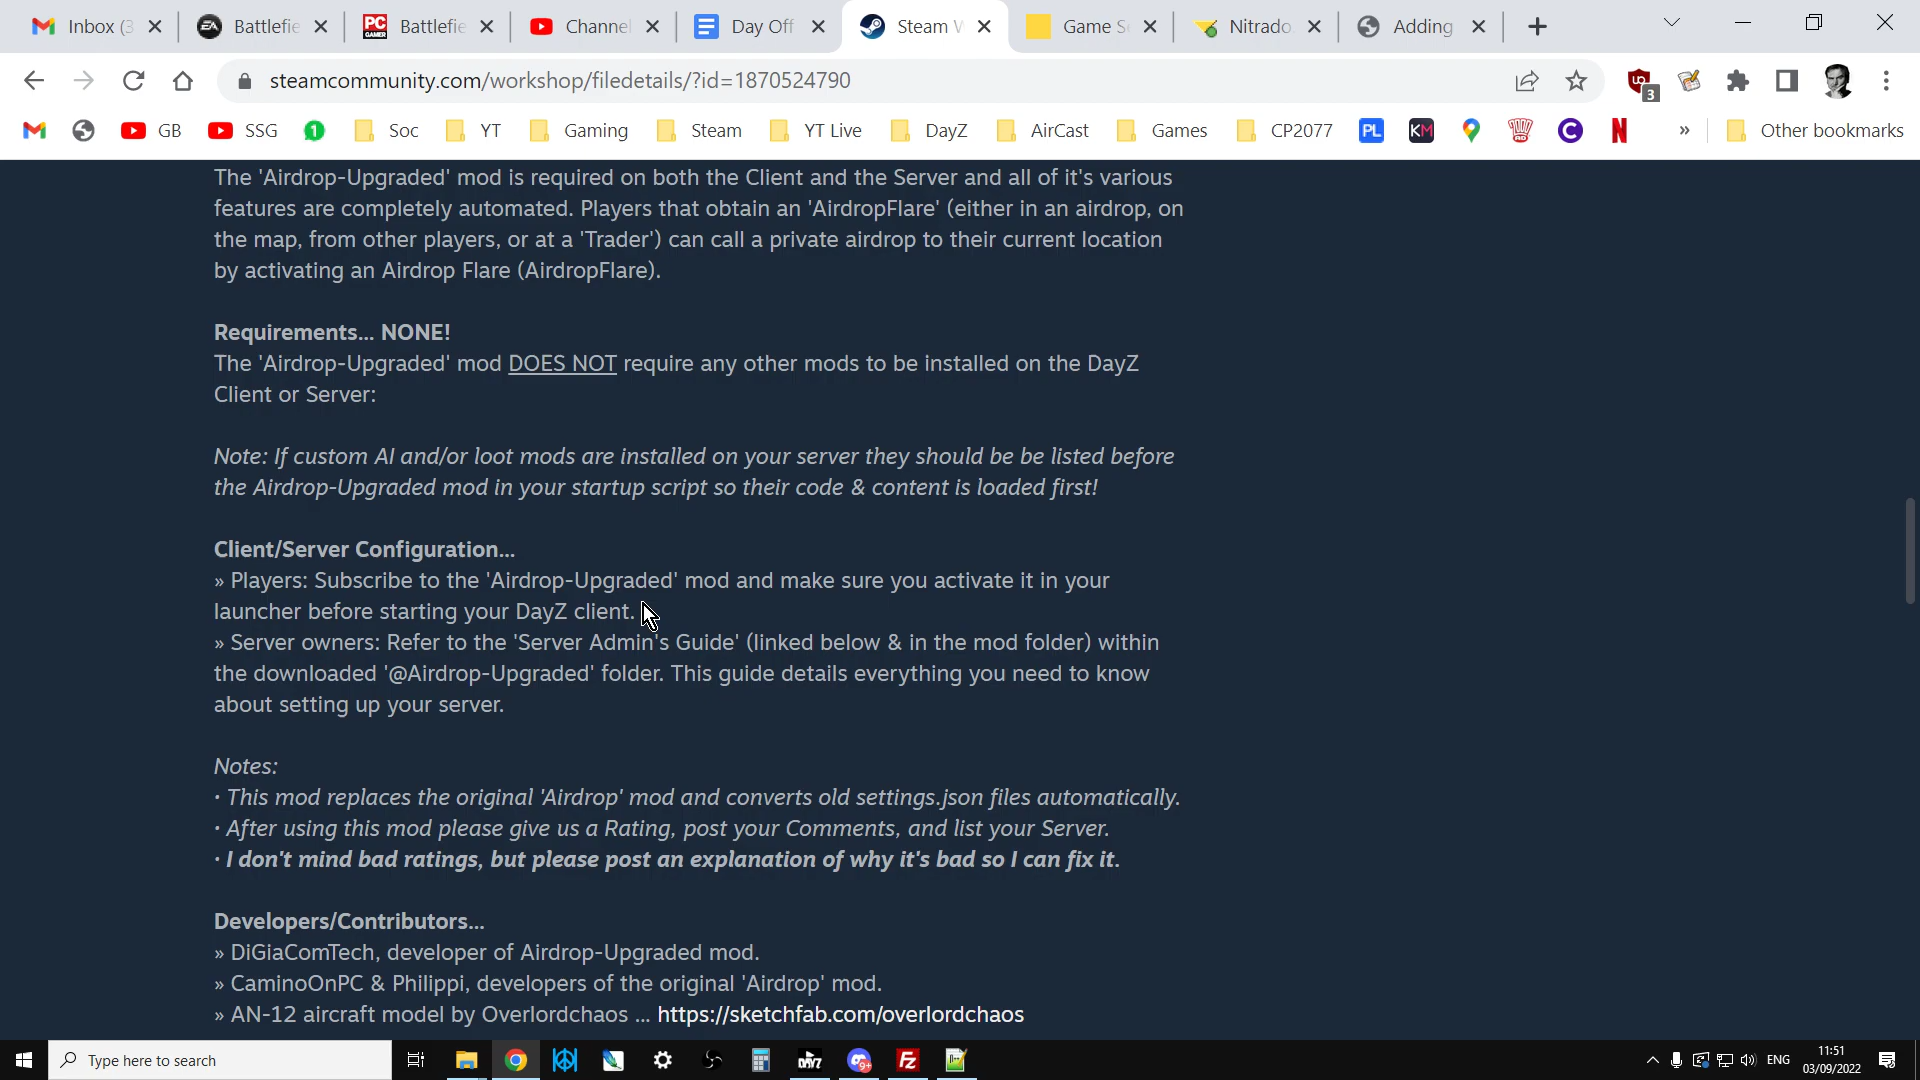 Inbox (3
Battlefie
Battlefie
Channel
Day Off
Steam W
Game Se
Nitrado.
Adding
steamcommunity.com/workshop/filedetails/?id=1870524790
3
GB
SSG
1
Soc
YT
Gaming
Steam
YT Live
DayZ
AirCast
Games
CP2077
PL
KM
»
Other bookmarks
The 'Airdrop-Upgraded' mod is required on both the Client and the Server and all of it's various
features are completely automated. Players that obtain an 'AirdropFlare' (either in an airdrop, on
the map, from other players, or at a 'Trader') can call a private airdrop to their current location
by activating an Airdrop Flare (AirdropFlare).
Requirements... NONE!
The 'Airdrop-Upgraded' mod DOES NOT require any other mods to be installed on the DayZ
Client or Server:
Note: If custom AI and/or loot mods are installed on your server they should be be listed before
the Airdrop-Upgraded mod in your startup script so their code & content is loaded first!
Client/Server Configuration...
» Players: Subscribe to the 'Airdrop-Upgraded' mod and make sure you activate it in your
launcher before starting your DayZ client.
» Server owners: Refer to the 'Server Admin's Guide' (linked below & in the mod folder) within
the downloaded '@Airdrop-Upgraded' folder. This guide details everything you need to know
about setting up your server.
Notes:
· This mod replaces the original 'Airdrop' mod and converts old settings.json files automatically.
· After using this mod please give us a Rating, post your Comments, and list your Server.
· I don't mind bad ratings, but please post an explanation of why it's bad so I can fix it.
Developers/Contributors...
» DiGiaComTech, developer of Airdrop-Upgraded mod.
» CaminoOnPC & Philippi, developers of the original 'Airdrop' mod.
» AN-12 aircraft model by Overlordchaos ... https://sketchfab.com/overlordchaos
Type here to search
ENG
11:51
03/09/2022